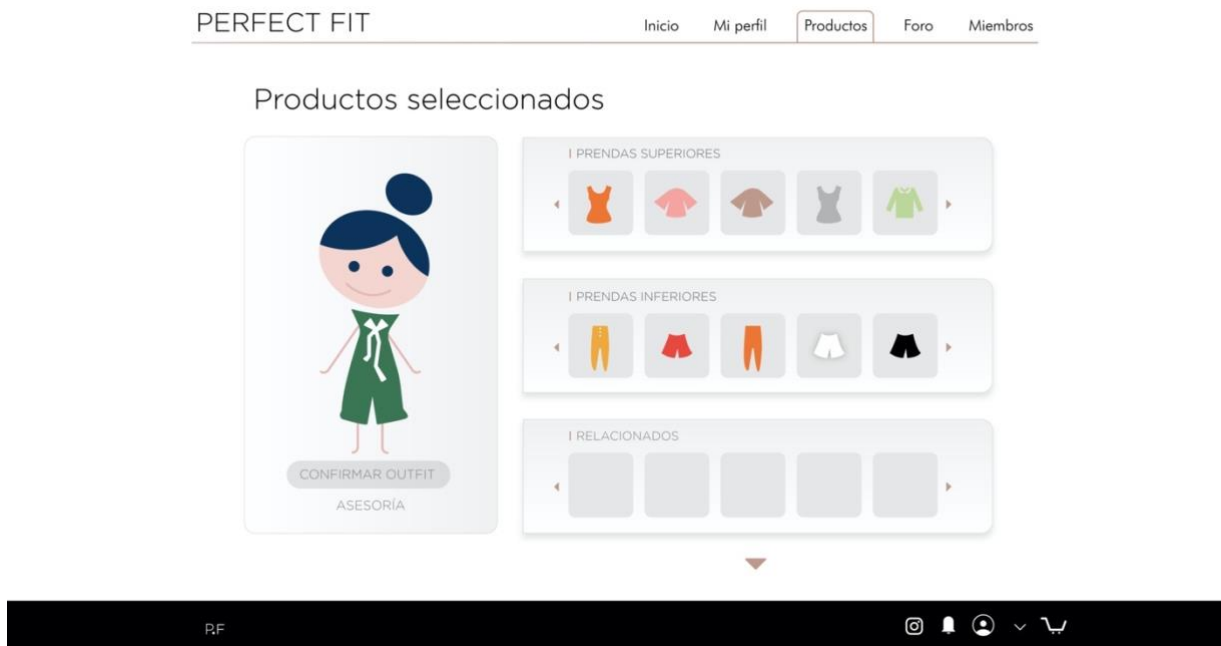 PERFECT FIT
Inicio Mi perfil Productos Foro Miembros
Productos seleccionados
PRENDAS SUPERIORES
PRENDAS INFERIORES
RELACIONADOS
CONFIRMAR OUTFIT
ASESORÍA
P.F